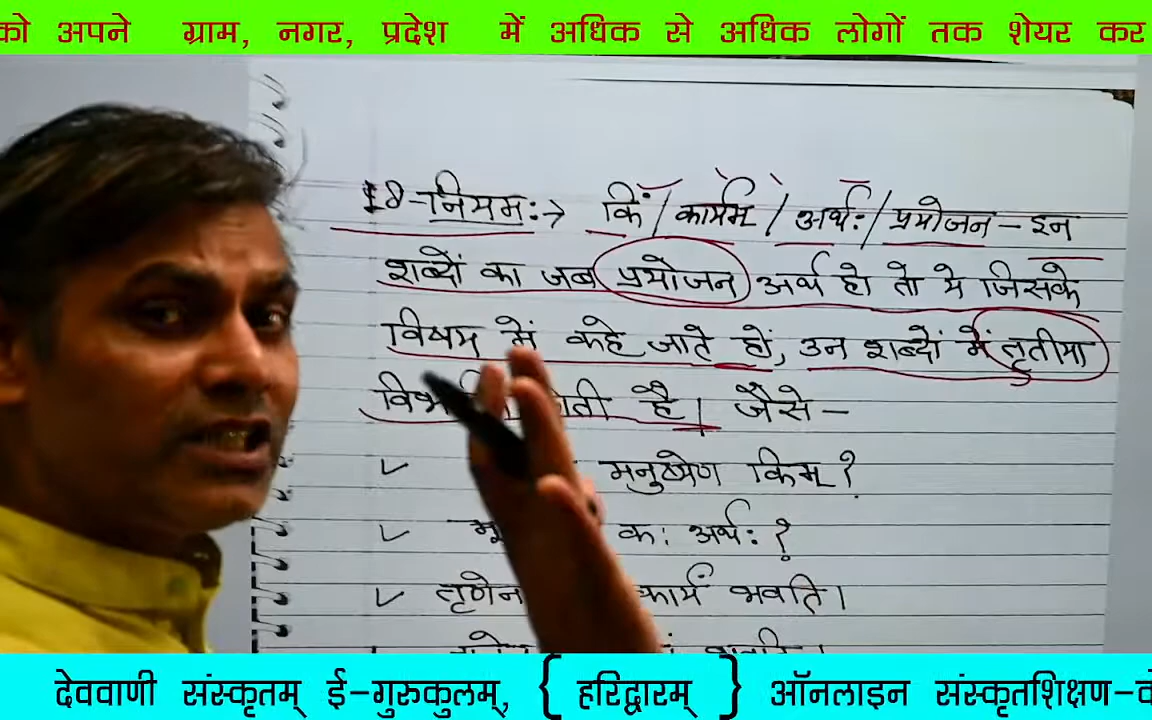 को अपने ग्राम, नगर, प्रदेश में अधिक से अधिक लोगों तक शेयर कर
18-नियम:→ किं / कार्यम् / अर्थः / प्रयोजन - इन
शब्दों का जब प्रयोजन अर्थ हो तो ये जिसके
विषय में कहे जाते हों, उन शब्दों में तृतीया
है। जैसे -
मनुष्येण किम्?
कः अर्थः?
तृणेन कार्यं भवति।
देववाणी संस्कृतम् ई-गुरुकुलम्, { हरिद्वारम् } ऑनलाइन संस्कृतशिक्षण-